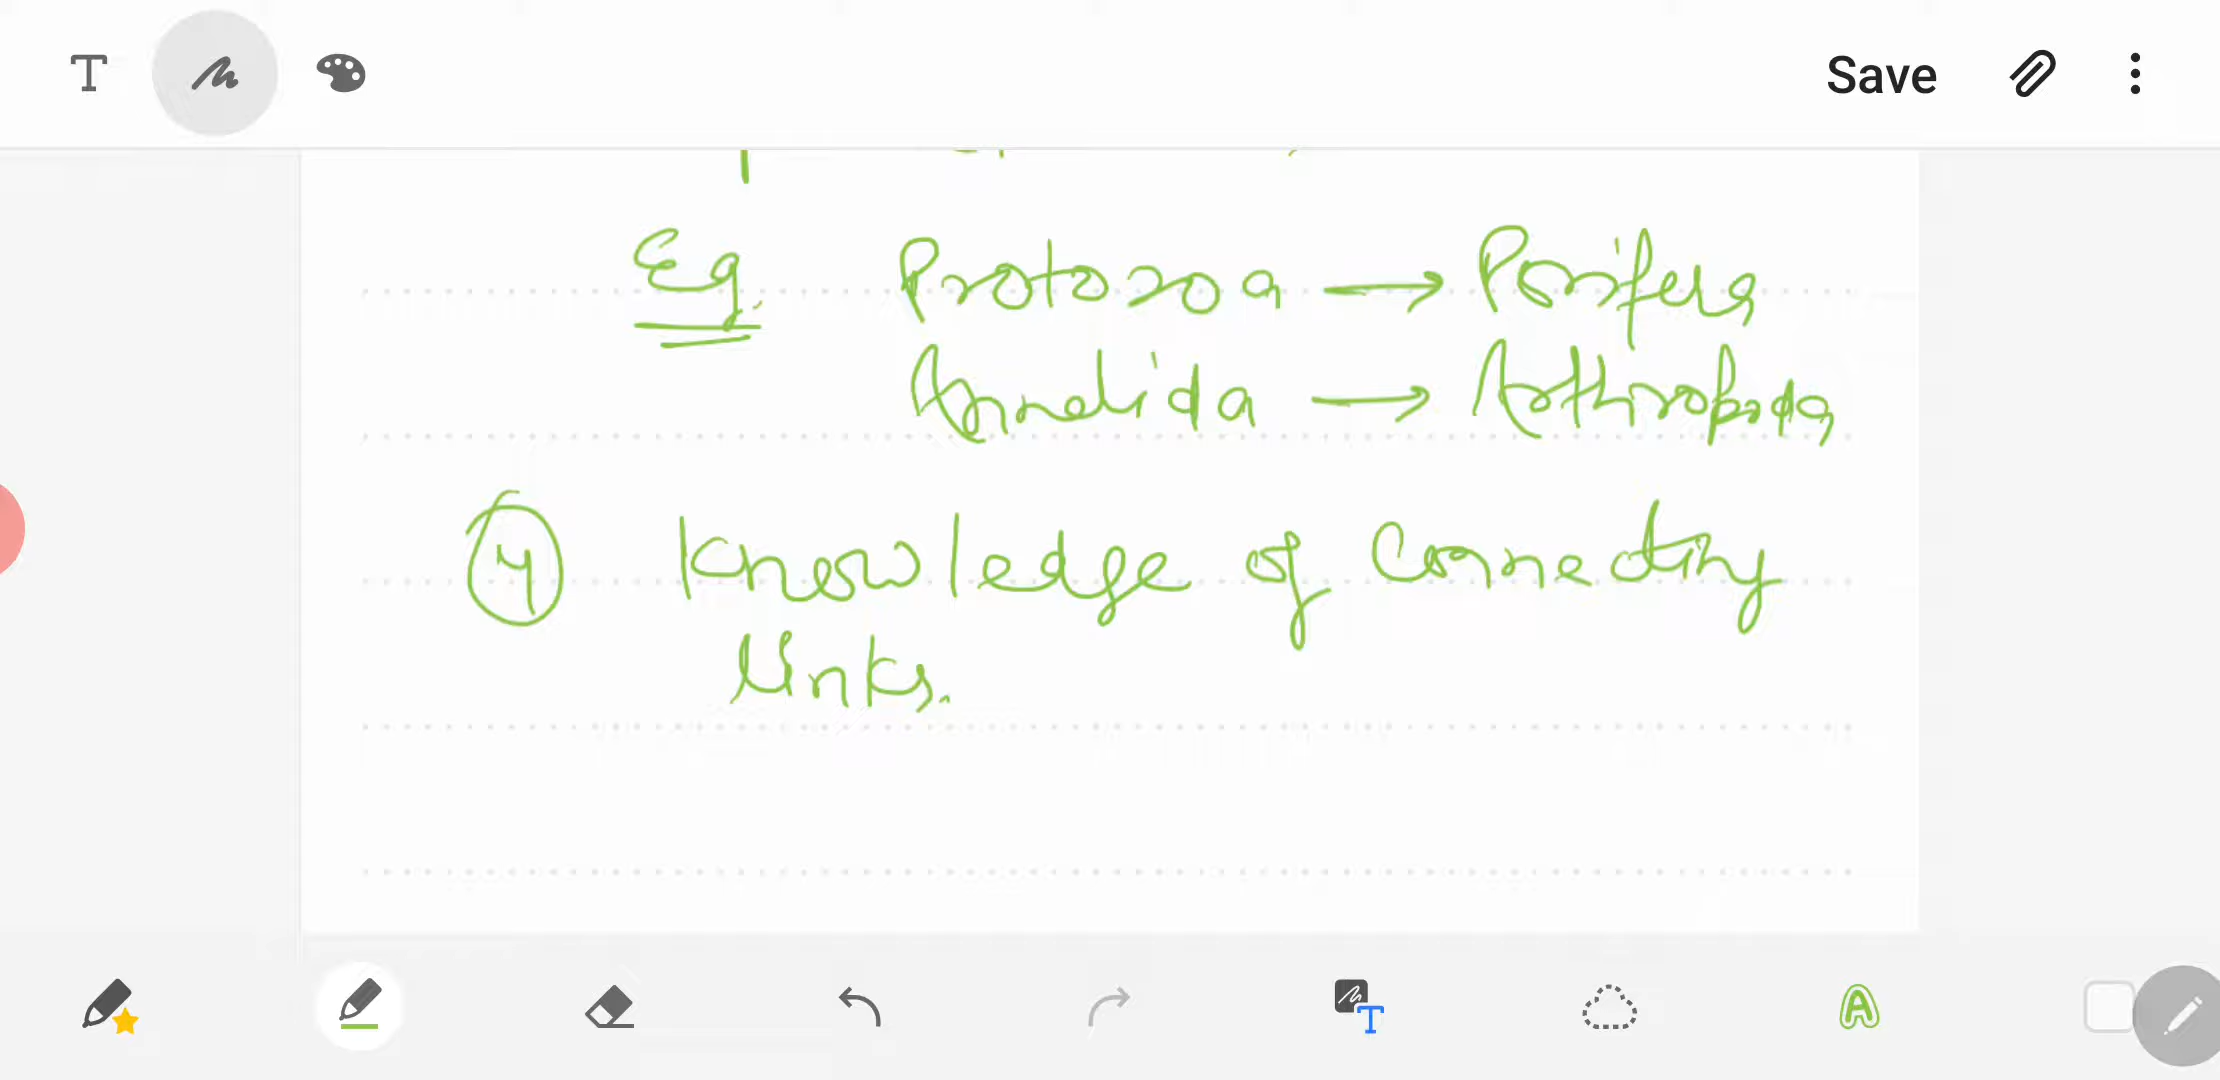 Save
Eg. Protozoa → Porifera
Annelida → Arthropoda
④ Knowledge of Connecting
links.